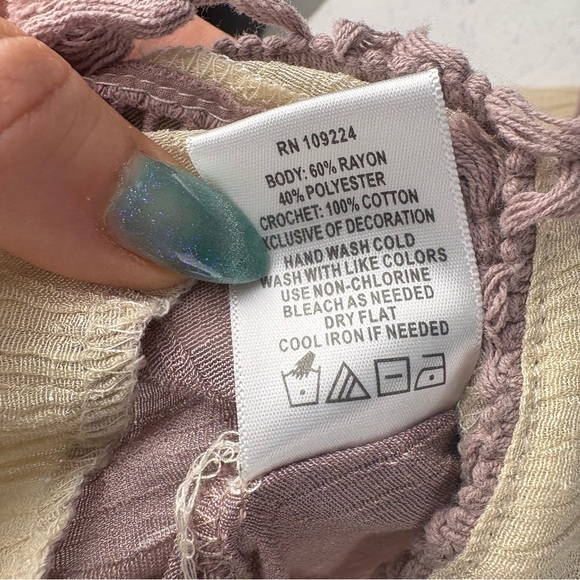 RN 109224
BODY: 60% RAYON
40% POLYESTER
CROCHET: 100% COTTON
XCLUSIVE OF DECORATION
HAND WASH COLD
WASH WITH LIKE COLORS
USE NON-CHLORINE
BLEACH AS NEEDED
DRY FLAT
COOL IRON IF NEEDED